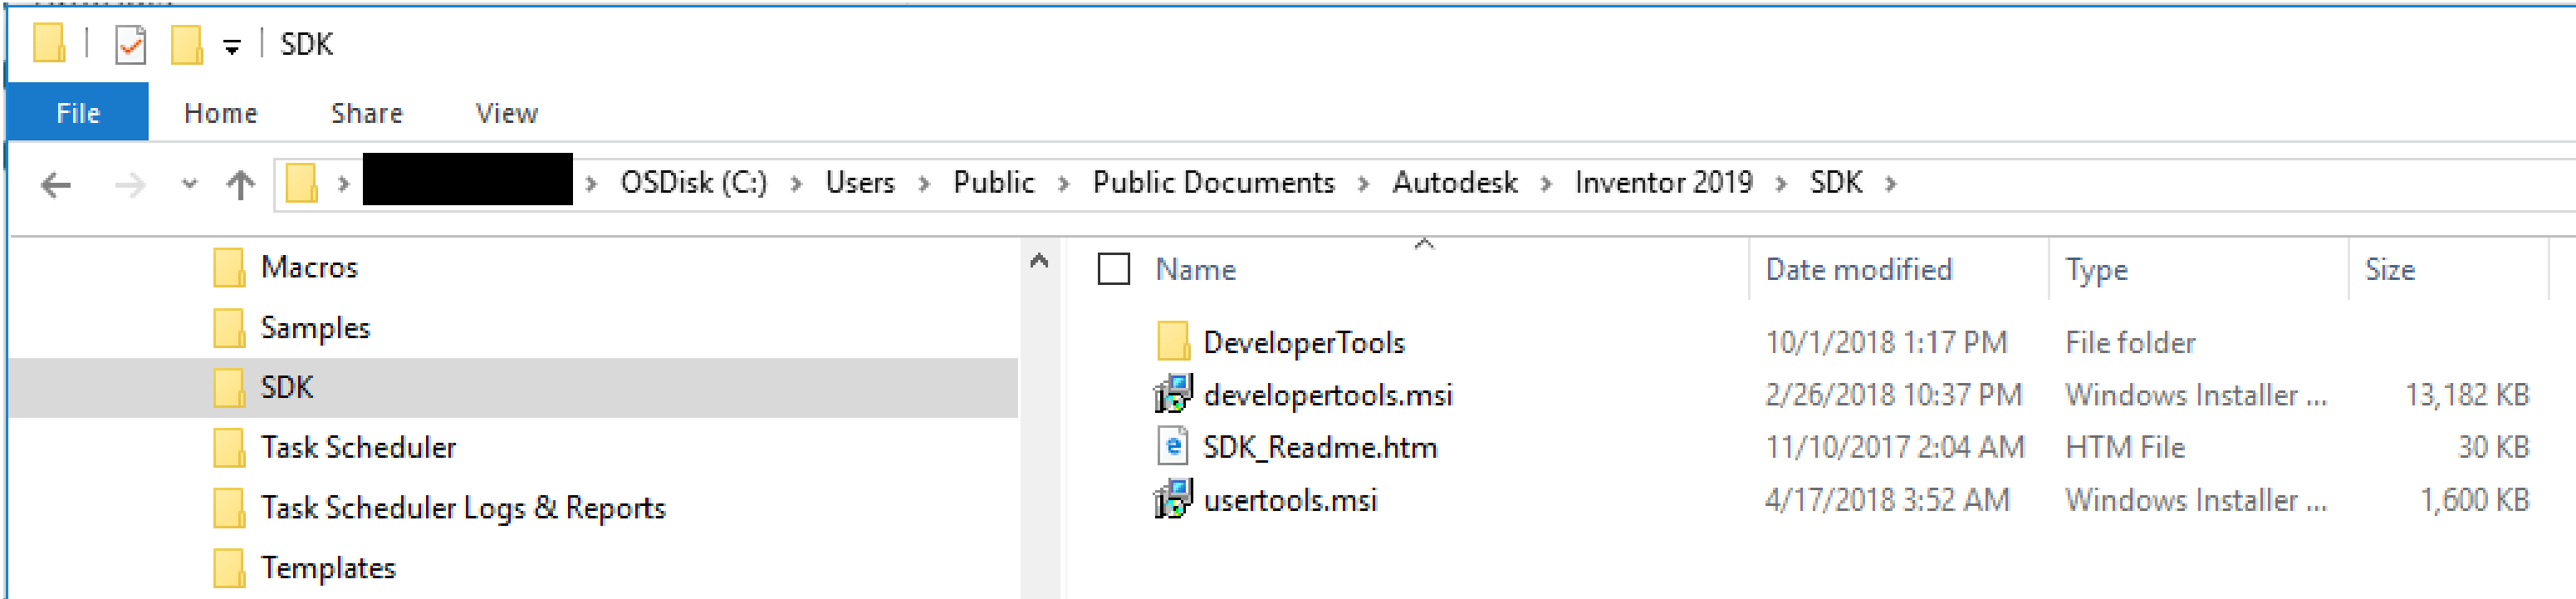 SDK
File Home Share View
OSDisk (C:) Users Public Public Documents Autodesk Inventor 2019 SDK
Macros
Samples
SDK
Task Scheduler
Task Scheduler Logs & Reports
Templates
Name Date modified Type Size
DeveloperTools 10/1/2018 1:17 PM File folder
developertools.msi 2/26/2018 10:37 PM Windows Installer ... 13,182 KB
SDK_Readme.htm 11/10/2017 2:04 AM HTM File 30 KB
usertools.msi 4/17/2018 3:52 AM Windows Installer ... 1,600 KB